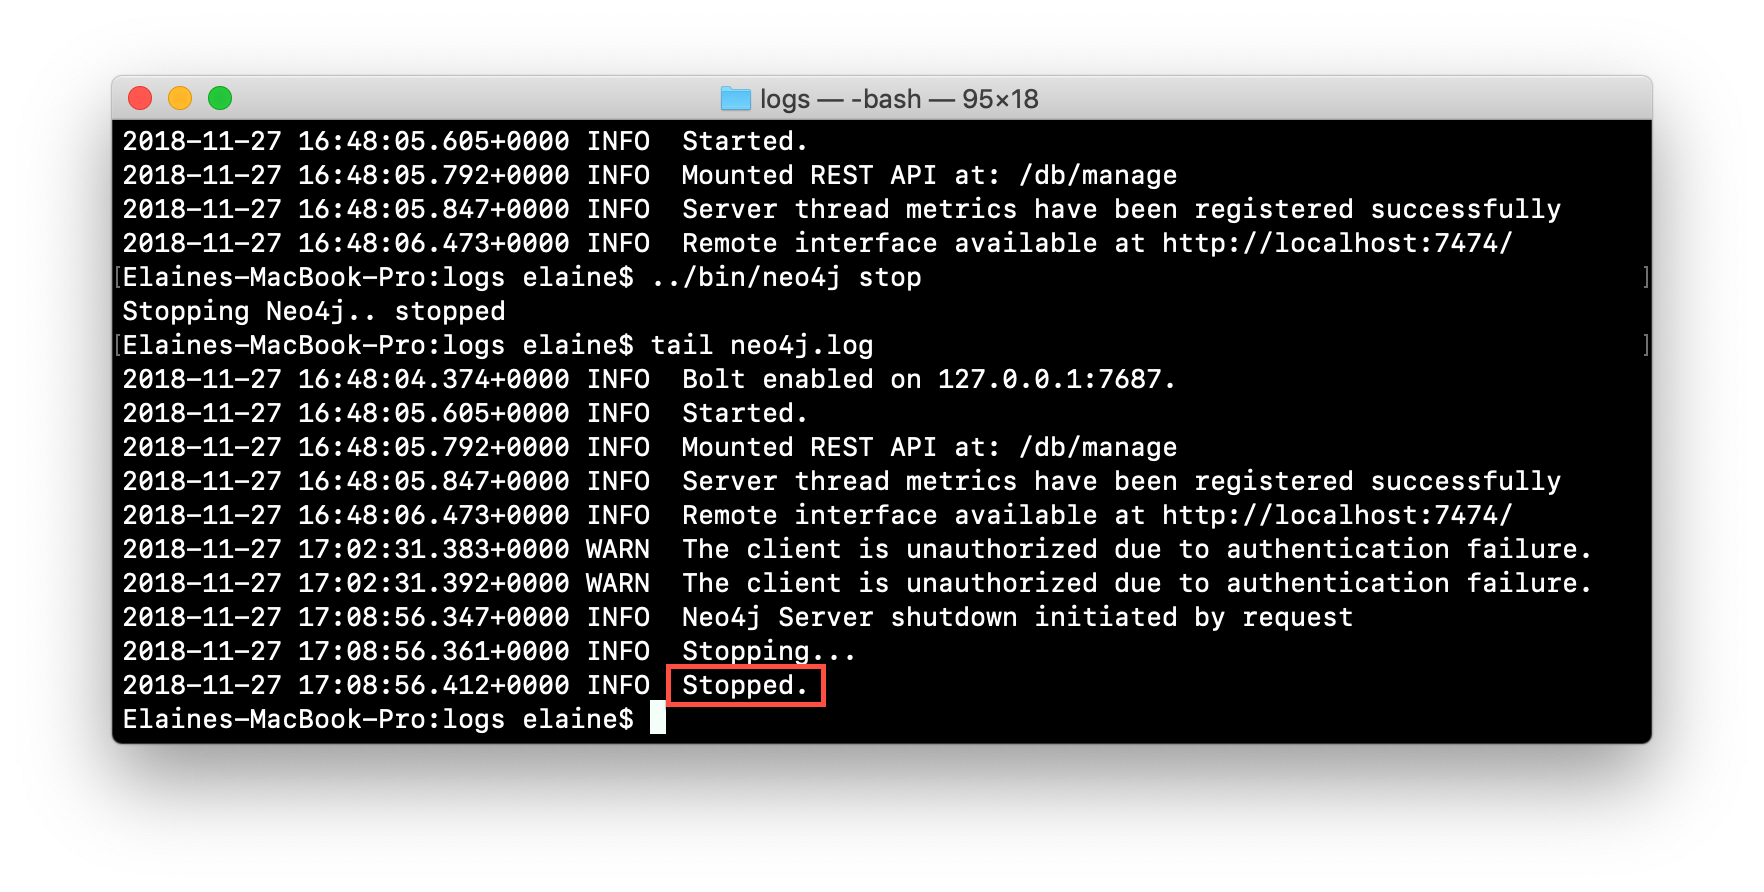 logs — -bash — 95×18
2018-11-27 16:48:05.605+0000 INFO  Started.
2018-11-27 16:48:05.792+0000 INFO  Mounted REST API at: /db/manage
2018-11-27 16:48:05.847+0000 INFO  Server thread metrics have been registered successfully
2018-11-27 16:48:06.473+0000 INFO  Remote interface available at http://localhost:7474/
[Elaines-MacBook-Pro:logs elaine$ ../bin/neo4j stop ]
Stopping Neo4j.. stopped
[Elaines-MacBook-Pro:logs elaine$ tail neo4j.log ]
2018-11-27 16:48:04.374+0000 INFO  Bolt enabled on 127.0.0.1:7687.
2018-11-27 16:48:05.605+0000 INFO  Started.
2018-11-27 16:48:05.792+0000 INFO  Mounted REST API at: /db/manage
2018-11-27 16:48:05.847+0000 INFO  Server thread metrics have been registered successfully
2018-11-27 16:48:06.473+0000 INFO  Remote interface available at http://localhost:7474/
2018-11-27 17:02:31.383+0000 WARN  The client is unauthorized due to authentication failure.
2018-11-27 17:02:31.392+0000 WARN  The client is unauthorized due to authentication failure.
2018-11-27 17:08:56.347+0000 INFO  Neo4j Server shutdown initiated by request
2018-11-27 17:08:56.361+0000 INFO  Stopping...
2018-11-27 17:08:56.412+0000 INFO  Stopped.
Elaines-MacBook-Pro:logs elaine$